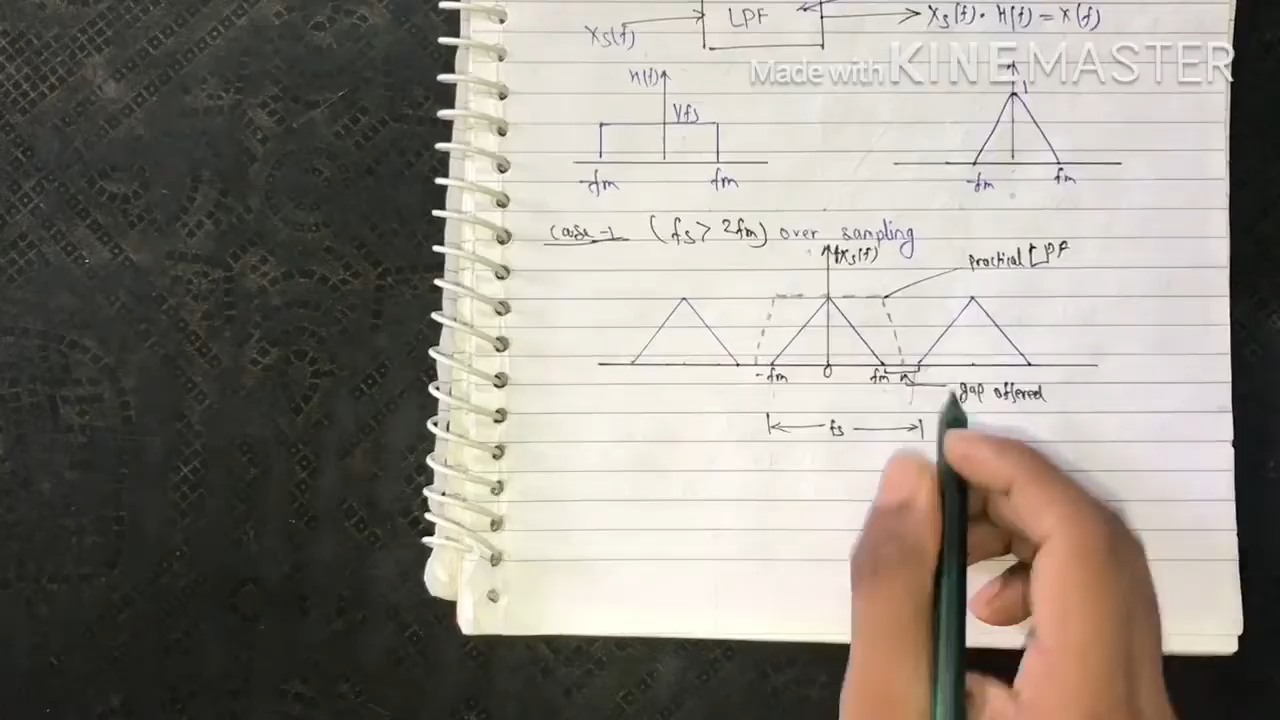 LPF
Xs(f)
Xs(f) · H(f) = X(f)
Made with KINEMASTER
H(f)
1/fs
1
-fm fm
-fm fm
Case-1 (fs > 2fm) over sampling
Xs(f)
practical LPF
-fm 0 fm
gap offered
fs